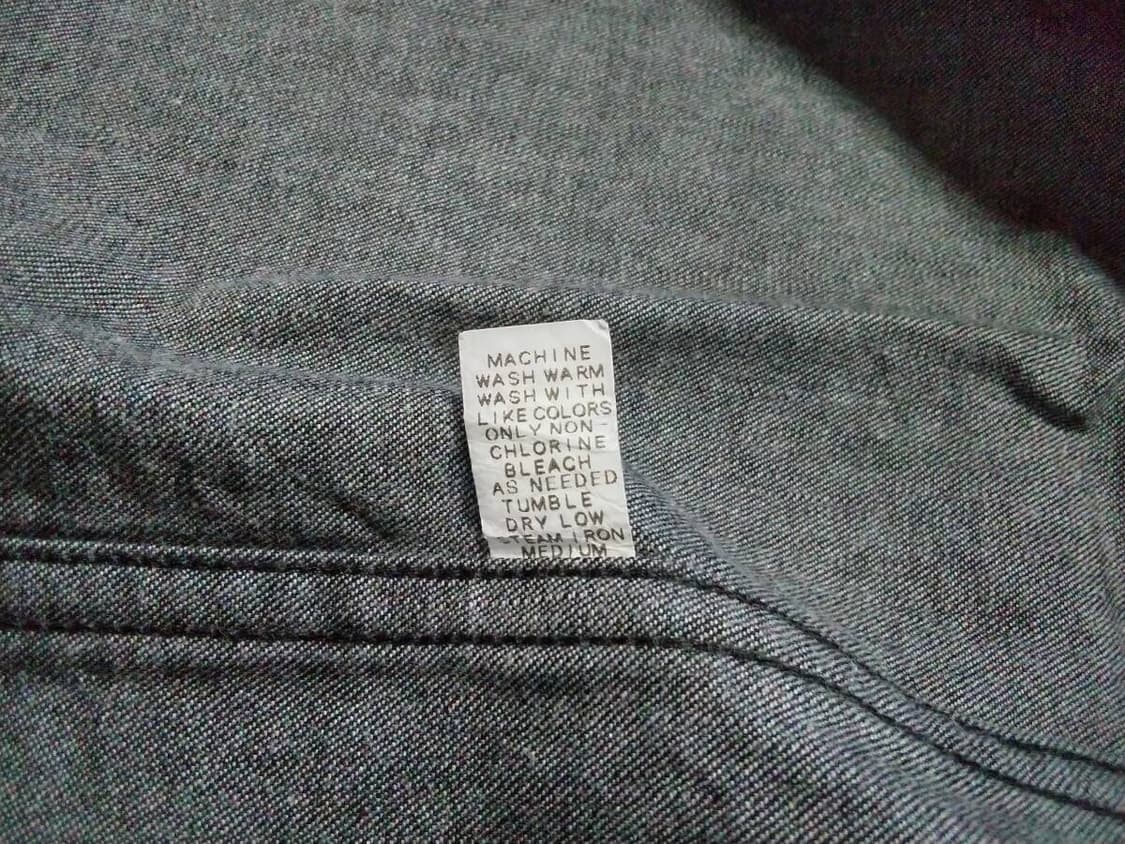 MACHINE
WASH WARM
WASH WITH
LIKE COLORS
ONLY NON-
CHLORINE
BLEACH
AS NEEDED
TUMBLE
DRY LOW
STEAM IRON
MEDIUM